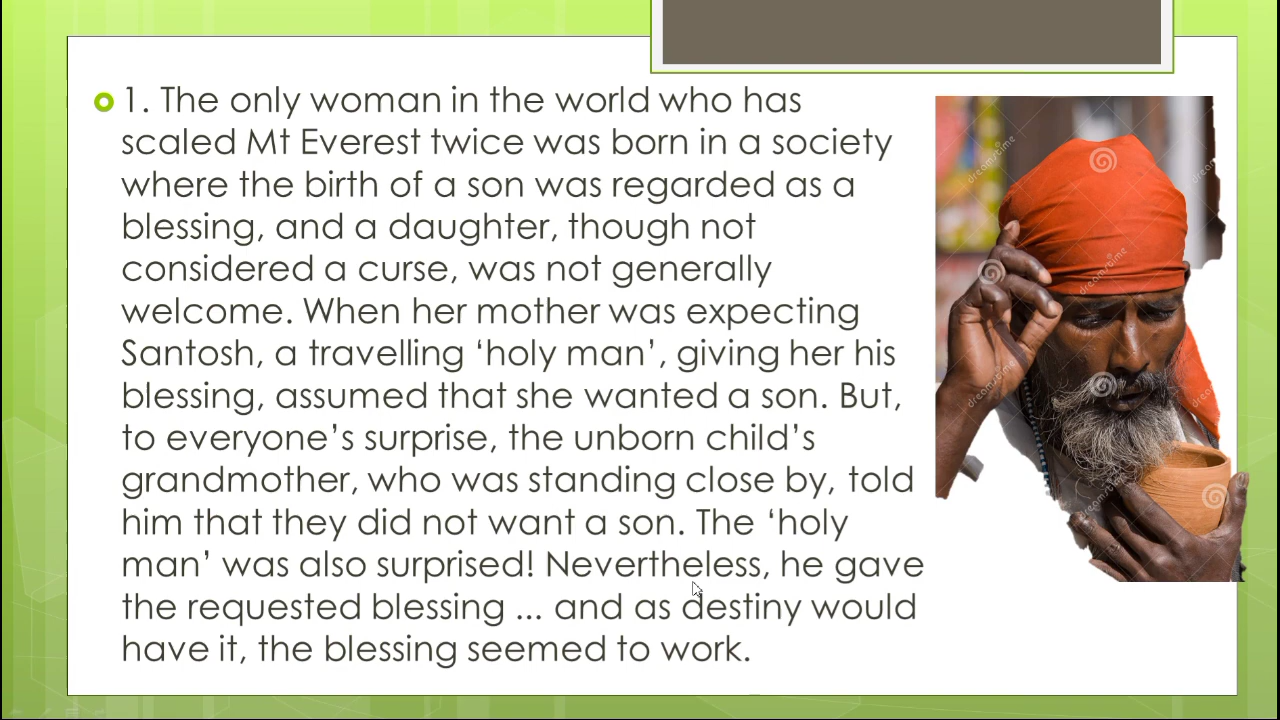 1. The only woman in the world who has
scaled Mt Everest twice was born in a society
where the birth of a son was regarded as a
blessing, and a daughter, though not
considered a curse, was not generally
welcome. When her mother was expecting
Santosh, a travelling ‘holy man’, giving her his
blessing, assumed that she wanted a son. But,
to everyone’s surprise, the unborn child’s
grandmother, who was standing close by, told
him that they did not want a son. The ‘holy
man’ was also surprised! Nevertheless, he gave
the requested blessing ... and as destiny would
have it, the blessing seemed to work.
dreamstime
dreamstime
dreamstime
dreamstime
dreamstime